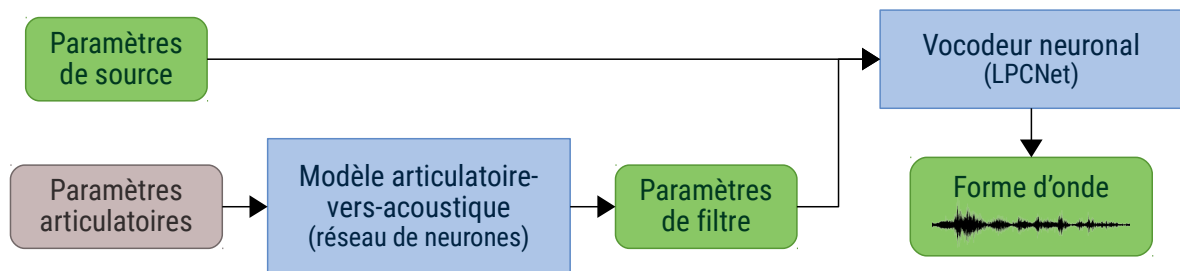 Paramètres
de source
Vocodeur neuronal
(LPCNet)
Paramètres
articulatoires
Modèle articulatoire-
vers-acoustique
(réseau de neurones)
Paramètres
de filtre
Forme d’onde